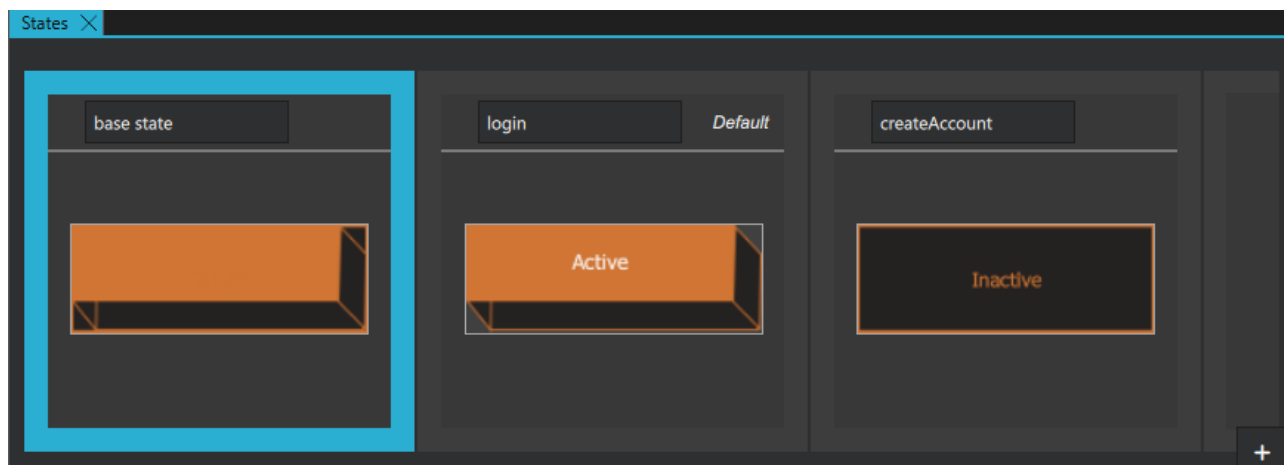 States
base state
login
Default
createAccount
Active
Inactive
+